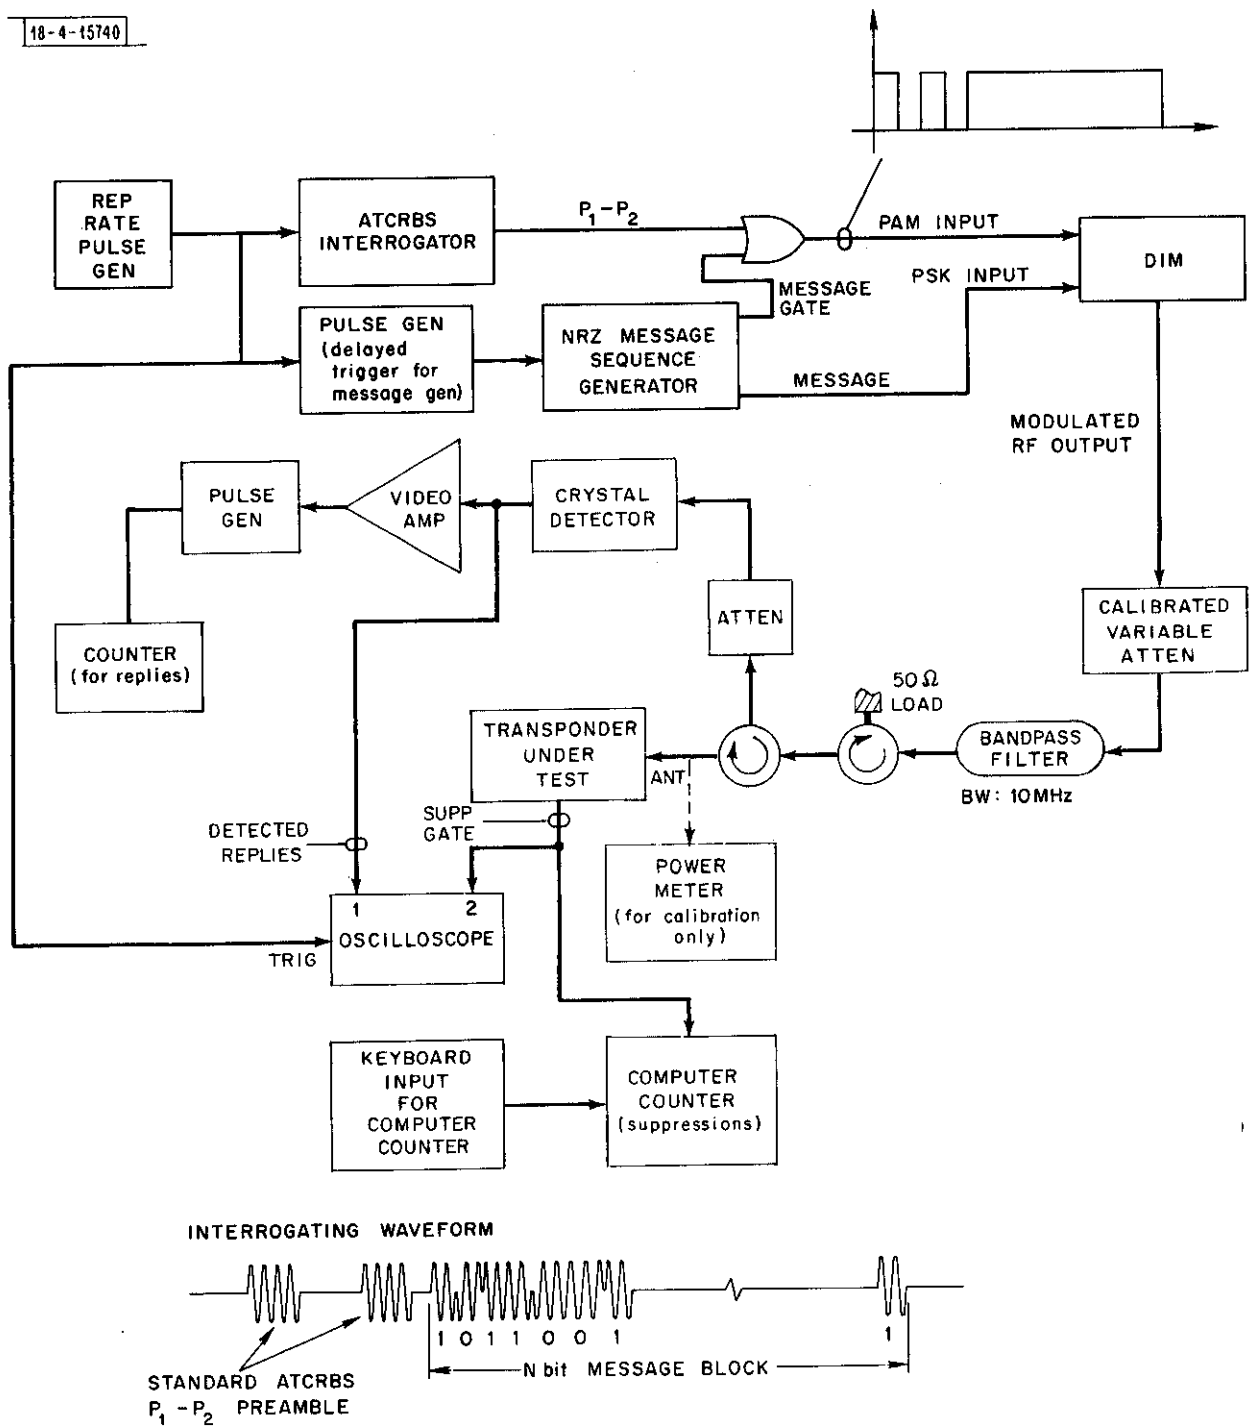 18-4-15740
REP
RATE
PULSE
GEN
ATCRBS
INTERROGATOR
P1-P2
PAM INPUT
DIM
MESSAGE
GATE
PSK INPUT
PULSE GEN
(delayed
trigger for
message gen)
NRZ MESSAGE
SEQUENCE
GENERATOR
MESSAGE
MODULATED
RF OUTPUT
PULSE
GEN
VIDEO
AMP
CRYSTAL
DETECTOR
ATTEN
CALIBRATED
VARIABLE
ATTEN
COUNTER
(for replies)
50Ω
LOAD
BANDPASS
FILTER
BW: 10MHz
TRANSPONDER
UNDER
TEST
ANT
SUPP
GATE
DETECTED
REPLIES
POWER
METER
(for calibration
only)
1
2
OSCILLOSCOPE
TRIG
KEYBOARD
INPUT
FOR
COMPUTER
COUNTER
COMPUTER
COUNTER
(suppressions)
INTERROGATING WAVEFORM
1 0 1 1 0 0 1
1
N bit MESSAGE BLOCK
STANDARD ATCRBS
P1-P2 PREAMBLE